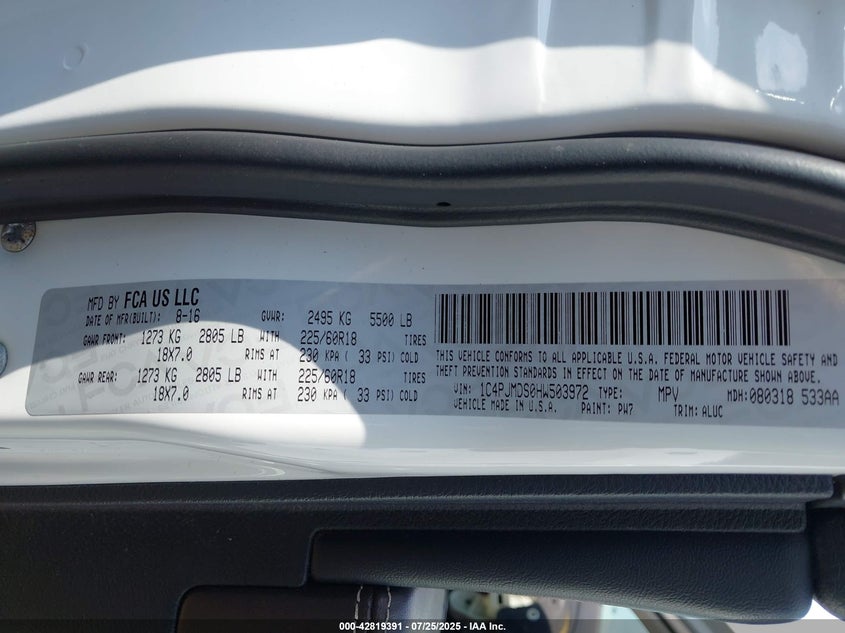 MFD BY FCA US LLC
DATE OF MFR(BUILT): 8-16 GVWR: 2495 KG 5500 LB
GAWR FRONT: 1273 KG 2805 LB WITH 225/60R18 TIRES
18X7.0 RIMS AT 230 KPA ( 33 PSI) COLD
GAWR REAR: 1273 KG 2805 LB WITH 225/60R18 TIRES
18X7.0 RIMS AT 230 KPA ( 33 PSI) COLD
THIS VEHICLE CONFORMS TO ALL APPLICABLE U.S.A. FEDERAL MOTOR VEHICLE SAFETY AND
THEFT PREVENTION STANDARDS IN EFFECT ON THE DATE OF MANUFACTURE SHOWN ABOVE.
VIN: 1C4PJMDS0HW503972 TYPE: MPV MDH: 080318 533AA
VEHICLE MADE IN U.S.A. PAINT: PW7 TRIM: ALUC
000-42819391 | 07/25/2025 - IAA Inc.